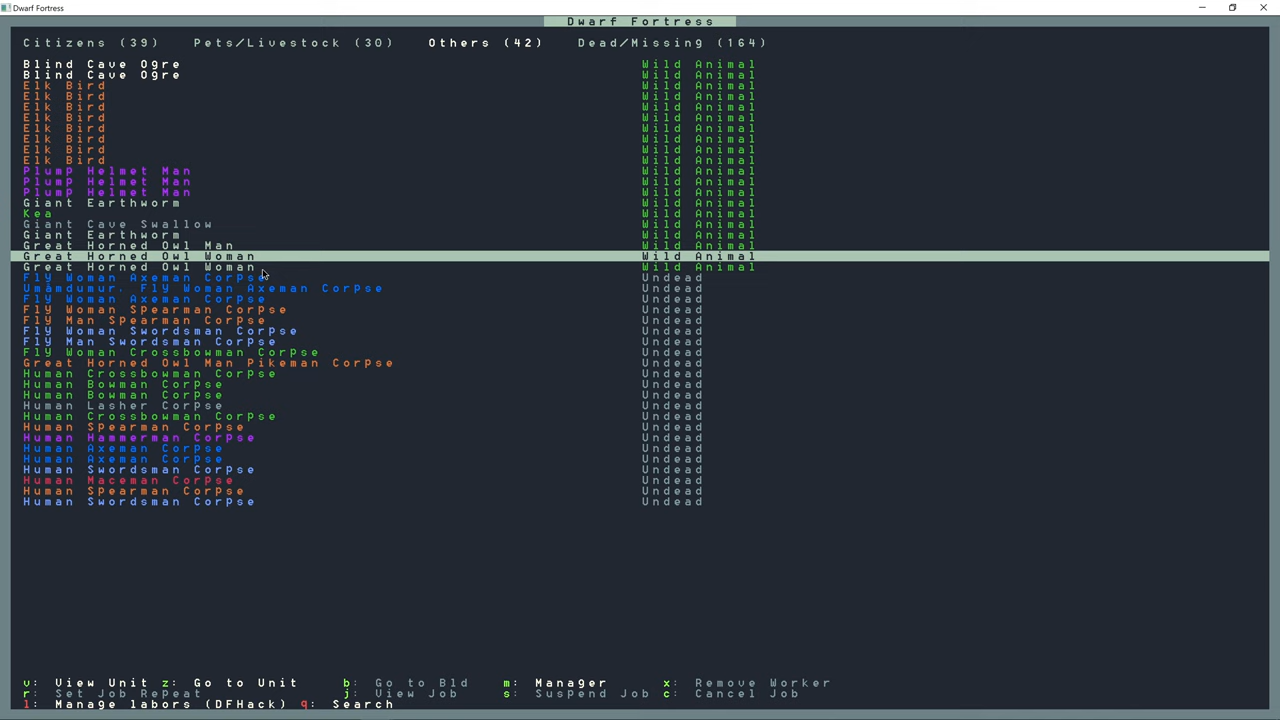 Dwarf Fortress
Dwarf Fortress
Citizens (39) Pets/Livestock (30) Others (42) Dead/Missing (164)
Blind Cave Ogre Wild Animal
Blind Cave Ogre Wild Animal
Elk Bird Wild Animal
Elk Bird Wild Animal
Elk Bird Wild Animal
Elk Bird Wild Animal
Elk Bird Wild Animal
Elk Bird Wild Animal
Elk Bird Wild Animal
Elk Bird Wild Animal
Plump Helmet Man Wild Animal
Plump Helmet Man Wild Animal
Plump Helmet Man Wild Animal
Giant Earthworm Wild Animal
Kea Wild Animal
Giant Cave Swallow Wild Animal
Giant Earthworm Wild Animal
Great Horned Owl Man Wild Animal
Great Horned Owl Woman Wild Animal
Great Horned Owl Woman Wild Animal
Fly Woman Axeman Corpse Undead
Umåmdumur, Fly Woman Axeman Corpse Undead
Fly Woman Axeman Corpse Undead
Fly Woman Spearman Corpse Undead
Fly Man Spearman Corpse Undead
Fly Woman Swordsman Corpse Undead
Fly Man Swordsman Corpse Undead
Fly Woman Crossbowman Corpse Undead
Great Horned Owl Man Pikeman Corpse Undead
Human Crossbowman Corpse Undead
Human Bowman Corpse Undead
Human Bowman Corpse Undead
Human Lasher Corpse Undead
Human Crossbowman Corpse Undead
Human Spearman Corpse Undead
Human Hammerman Corpse Undead
Human Axeman Corpse Undead
Human Axeman Corpse Undead
Human Swordsman Corpse Undead
Human Maceman Corpse Undead
Human Spearman Corpse Undead
Human Swordsman Corpse Undead
v: View Unit z: Go to Unit b: Go to Bld m: Manager x: Remove Worker
r: Set Job Repeat j: View Job s: Suspend Job c: Cancel Job
l: Manage labors (DFHack) q: Search